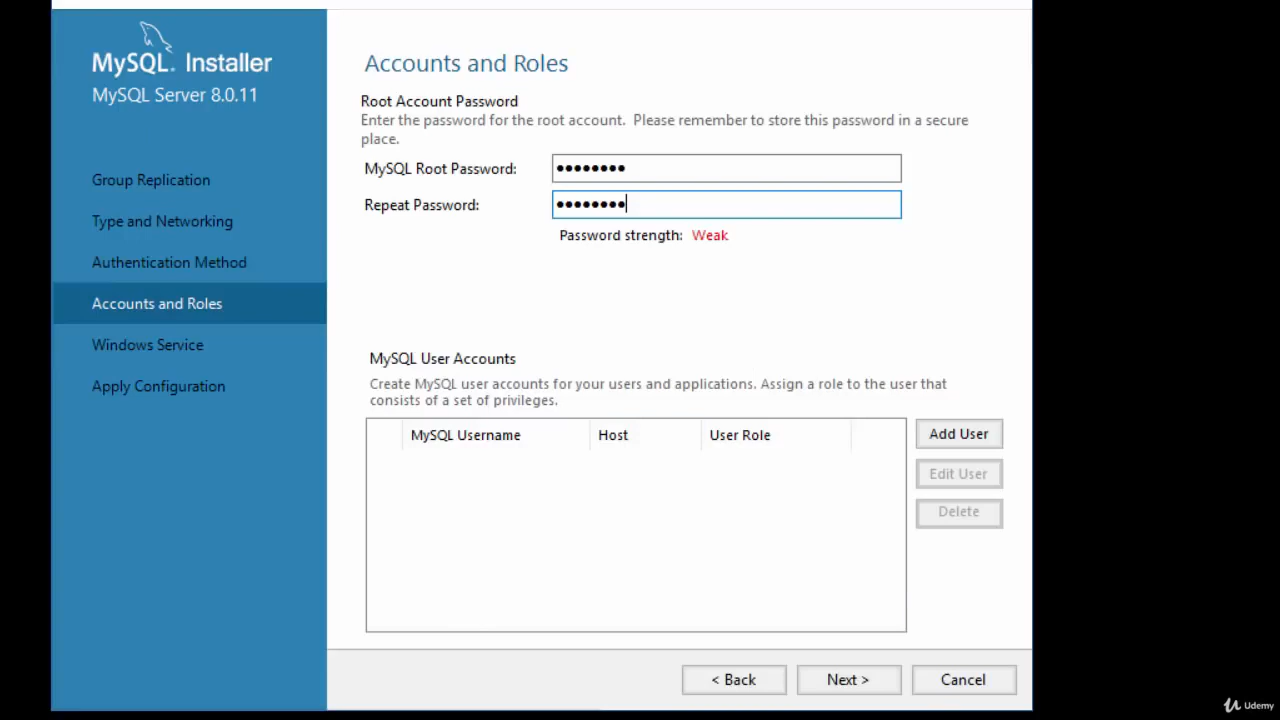 MySQL. Installer
MySQL Server 8.0.11
Group Replication
Type and Networking
Authentication Method
Accounts and Roles
Windows Service
Apply Configuration
Accounts and Roles
Root Account Password
Enter the password for the root account. Please remember to store this password in a secure
place.
MySQL Root Password: ●●●●●●●●
Repeat Password: ●●●●●●●●
Password strength: Weak
MySQL User Accounts
Create MySQL user accounts for your users and applications. Assign a role to the user that
consists of a set of privileges.
MySQL Username Host User Role
Add User
Edit User
Delete
< Back Next > Cancel
Udemy